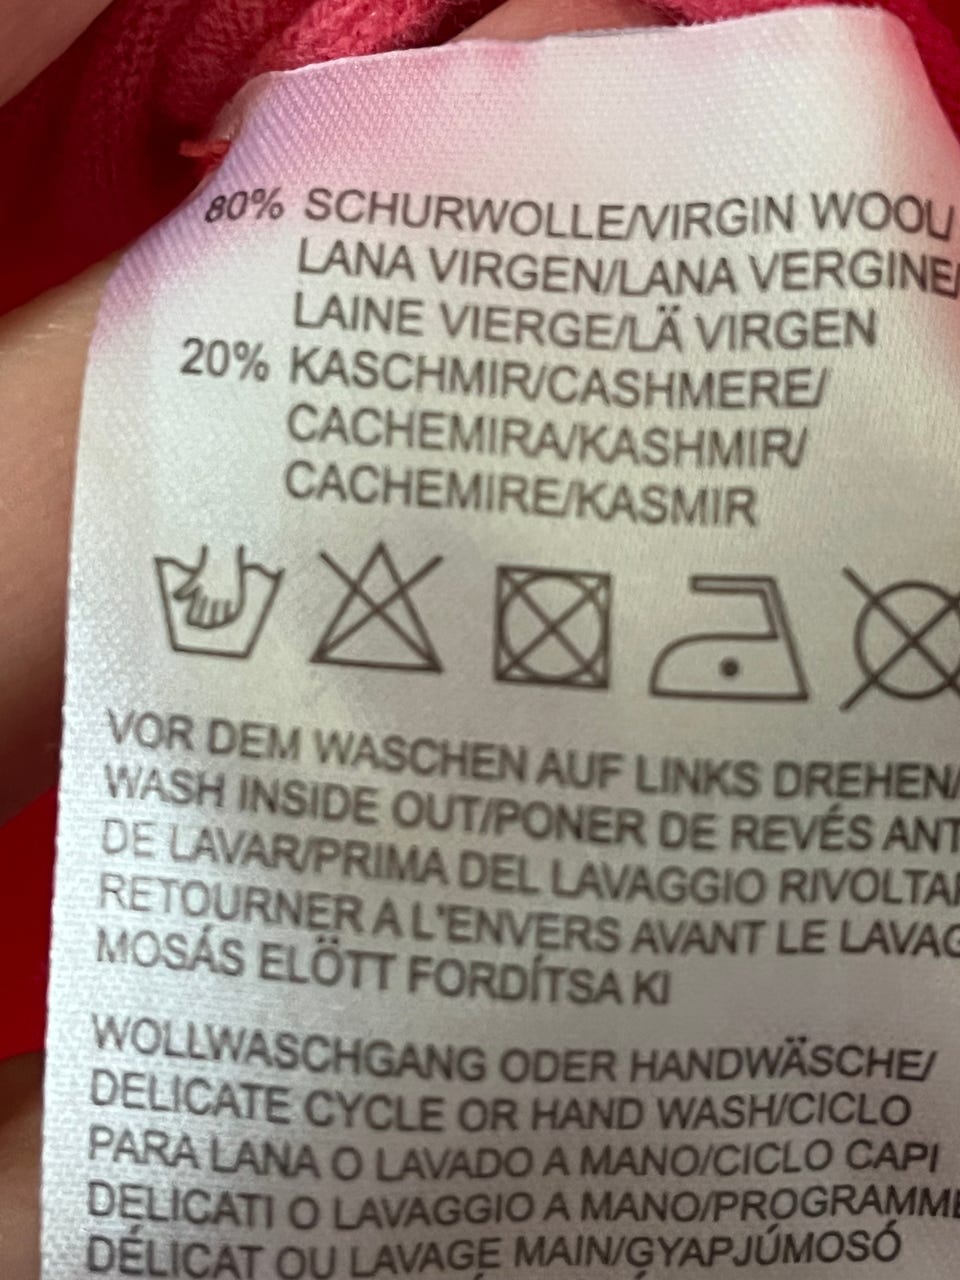 80% SCHURWOLLE/VIRGIN WOOL/
LANA VIRGEN/LANA VERGINE/
LAINE VIERGE/LÄ VIRGEN
20% KASCHMIR/CASHMERE/
CACHEMIRA/KASHMIR/
CACHEMIRE/KASMIR
VOR DEM WASCHEN AUF LINKS DREHEN/
WASH INSIDE OUT/PONER DE REVÉS ANT
DE LAVAR/PRIMA DEL LAVAGGIO RIVOLTA
RETOURNER A L'ENVERS AVANT LE LAVAG
MOSÁS ELÖTT FORDÍTSA KI
WOLLWASCHGANG ODER HANDWÄSCHE/
DELICATE CYCLE OR HAND WASH/CICLO
PARA LANA O LAVADO A MANO/CICLO CAPI
DELICATI O LAVAGGIO A MANO/PROGRAMME
DÉLICAT OU LAVAGE MAIN/GYAPJÚMOSÓ